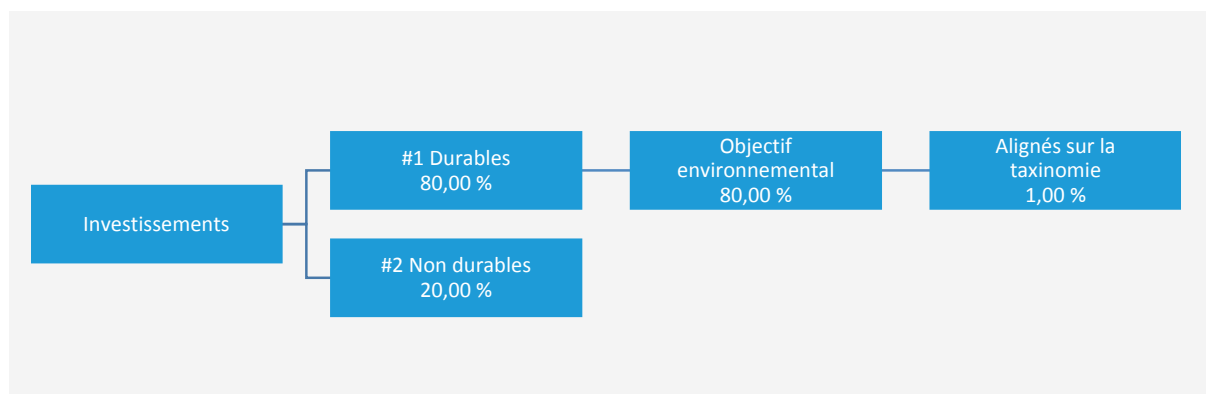 Investissements
#1 Durables
80,00 %
Objectif
environnemental
80,00 %
Alignés sur la
taxinomie
1,00 %
#2 Non durables
20,00 %